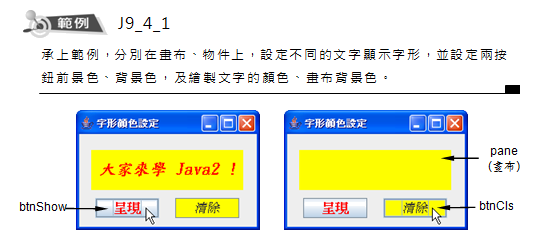 範例 J9_4_1
承上範例，分別在畫布、物件上，設定不同的文字顯示字形，並設定兩按
鈕前景色、背景色，及繪製文字的顏色、畫布背景色。
字形顏色設定
大家來學 Java2 !
btnShow
呈現
清除
字形顏色設定
pane
(畫布)
呈現
清除
btnCls